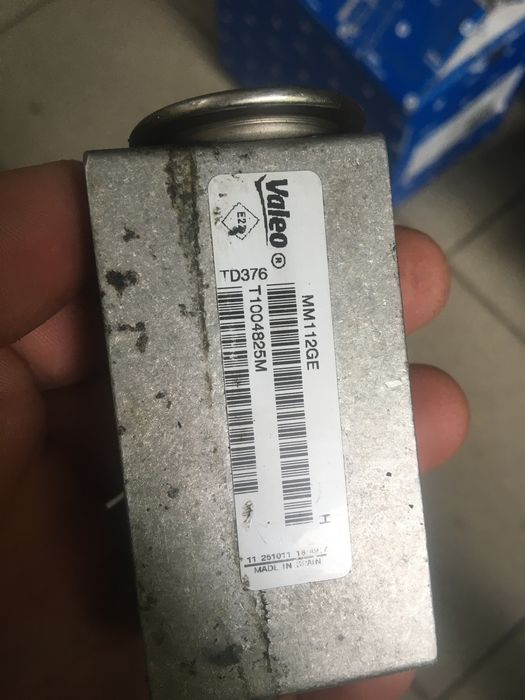 Valeo ®
E2
TD376
MM112GE
T1004825M
H
MADE IN SPAIN